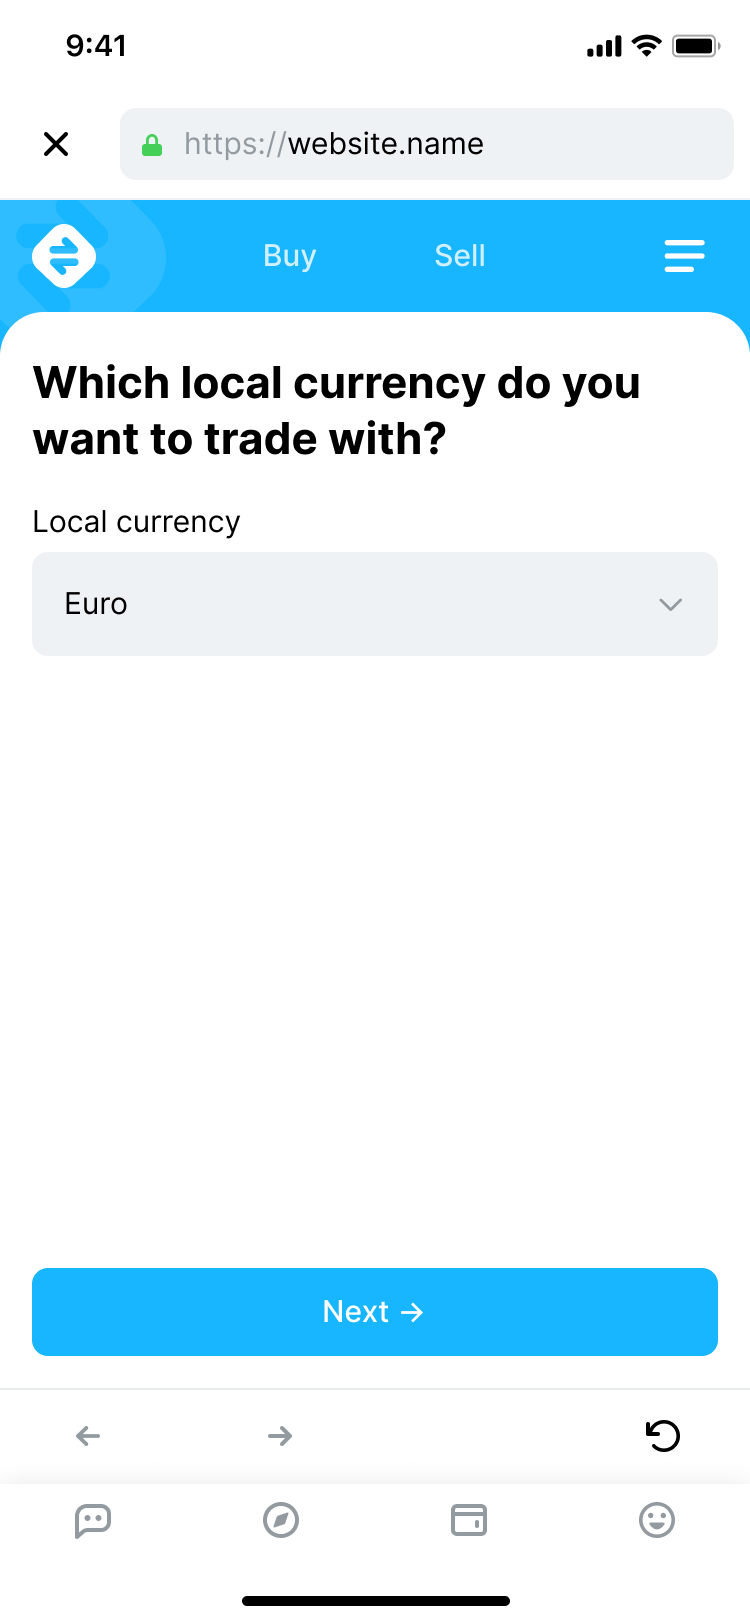 9:41
https://website.name
Buy Sell
Which local currency do you
want to trade with?
Local currency
Euro
Next →